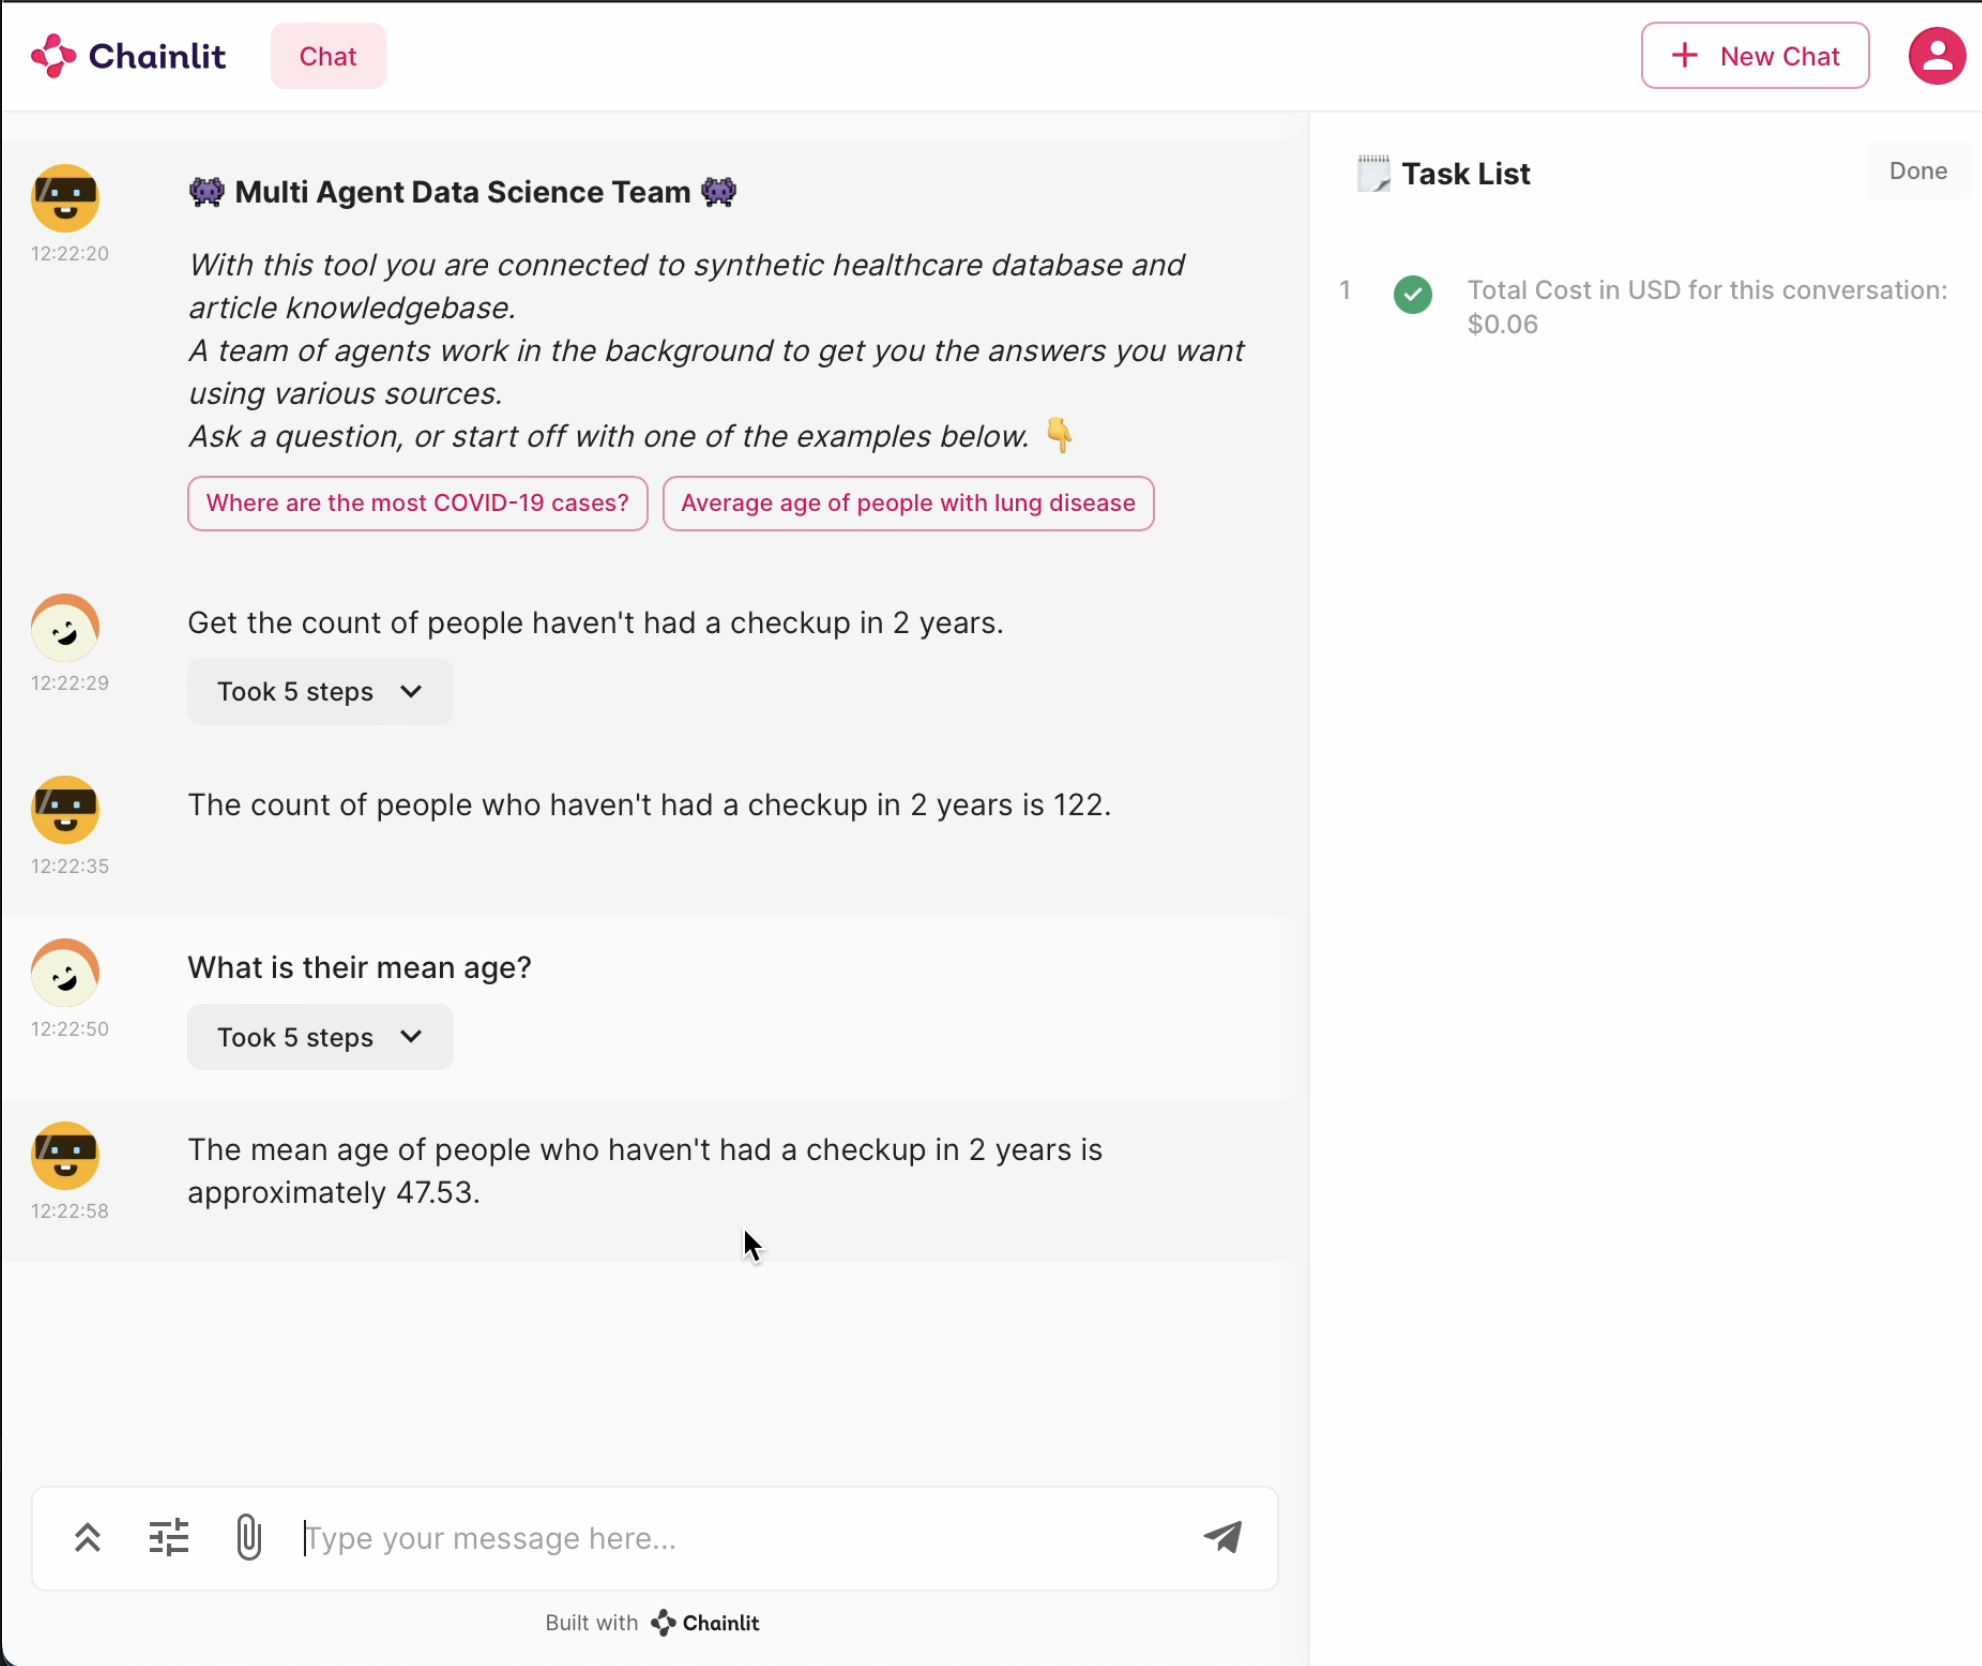 Chainlit
Chat
New Chat
👾 Multi Agent Data Science Team 👾
12:22:20
With this tool you are connected to synthetic healthcare database and
article knowledgebase.
A team of agents work in the background to get you the answers you want
using various sources.
Ask a question, or start off with one of the examples below. 👇
Where are the most COVID-19 cases?
Average age of people with lung disease
Get the count of people haven't had a checkup in 2 years.
12:22:29
Took 5 steps
The count of people who haven't had a checkup in 2 years is 122.
12:22:35
What is their mean age?
12:22:50
Took 5 steps
The mean age of people who haven't had a checkup in 2 years is
approximately 47.53.
12:22:58
Type your message here...
Built with Chainlit
Task List
Done
1
Total Cost in USD for this conversation:
$0.06